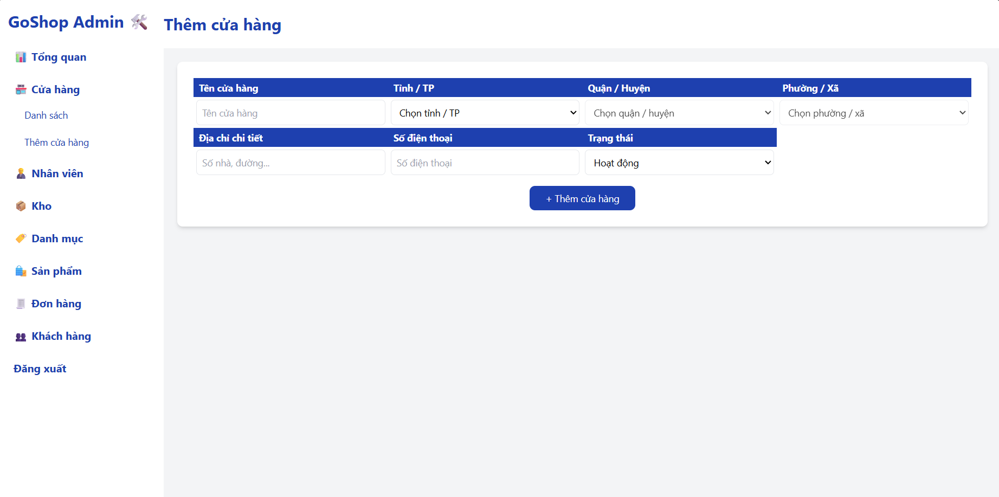 GoShop Admin
Thêm cửa hàng
Tổng quan
Cửa hàng
Danh sách
Thêm cửa hàng
Nhân viên
Kho
Danh mục
Sản phẩm
Đơn hàng
Khách hàng
Đăng xuất
Tên cửa hàng Tỉnh / TP Quận / Huyện Phường / Xã
Tên cửa hàng Chọn tỉnh / TP Chọn quận / huyện Chọn phường / xã
Địa chỉ chi tiết Số điện thoại Trạng thái
Số nhà, đường... Số điện thoại Hoạt động
+ Thêm cửa hàng